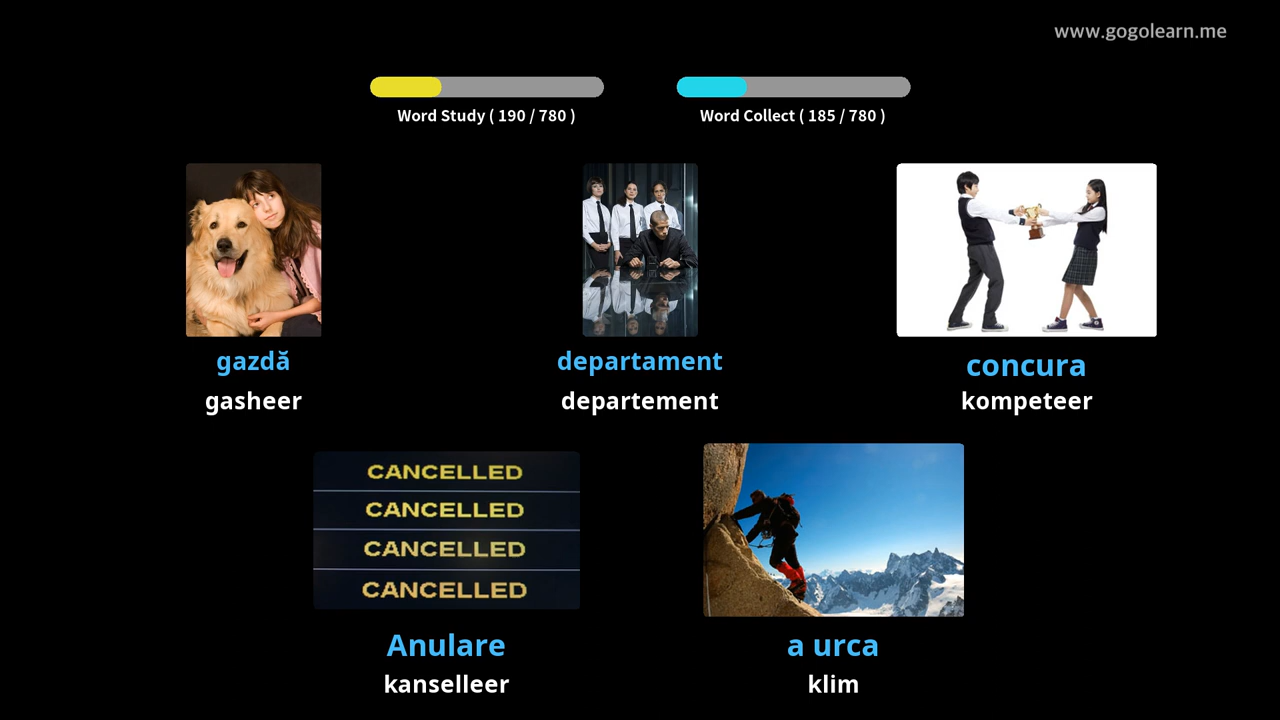 www.gogolearn.me
Word Study ( 190 / 780 )
Word Collect ( 185 / 780 )
gazdă
gasheer
departament
departement
concura
kompeteer
CANCELLED
CANCELLED
CANCELLED
CANCELLED
Anulare
kanselleer
a urca
klim